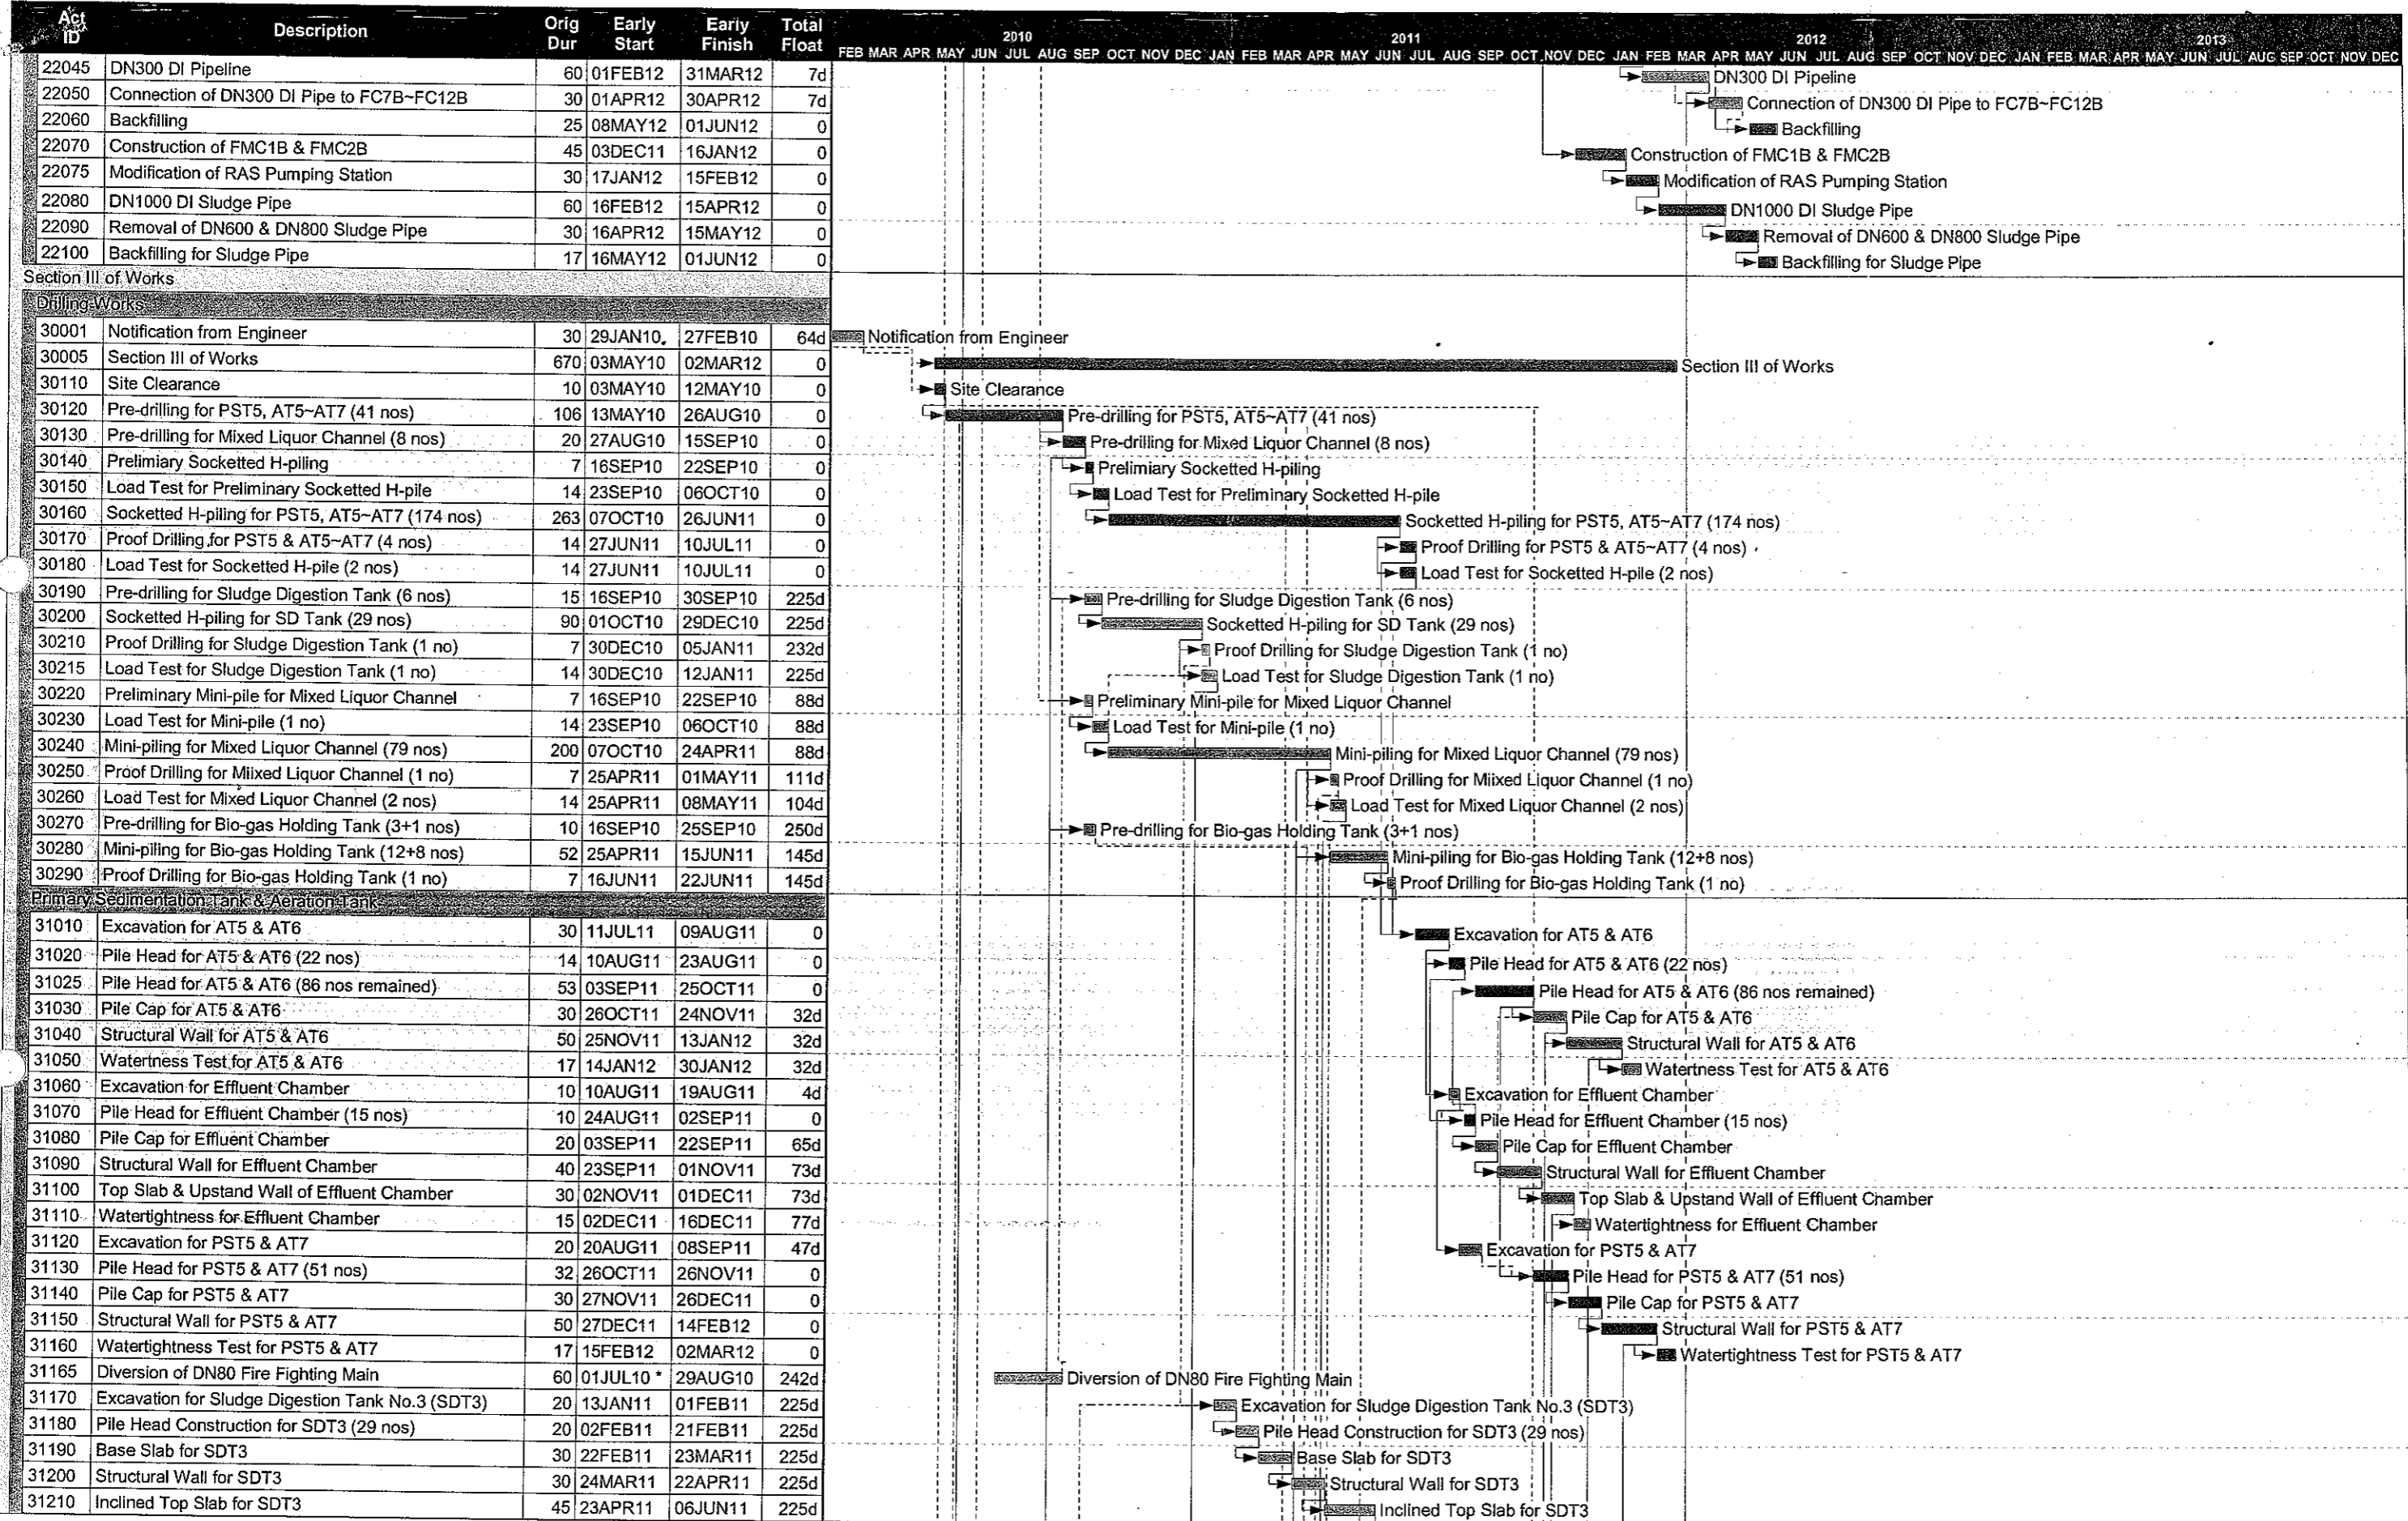 Act ID Description Orig Dur Early Start Early Finish Total Float
2010 2011 2012 2013
FEB MAR APR MAY JUN JUL AUG SEP OCT NOV DEC JAN FEB MAR APR MAY JUN JUL AUG SEP OCT NOV DEC JAN FEB MAR APR MAY JUN JUL AUG SEP OCT NOV DEC JAN FEB MAR APR MAY JUN JUL AUG SEP OCT NOV DEC
22045 DN300 DI Pipeline 60 01FEB12 31MAR12 7d DN300 DI Pipeline
22050 Connection of DN300 DI Pipe to FC7B~FC12B 30 01APR12 30APR12 7d Connection of DN300 DI Pipe to FC7B~FC12B
22060 Backfilling 25 08MAY12 01JUN12 0 Backfilling
22070 Construction of FMC1B & FMC2B 45 03DEC11 16JAN12 0 Construction of FMC1B & FMC2B
22075 Modification of RAS Pumping Station 30 17JAN12 15FEB12 0 Modification of RAS Pumping Station
22080 DN1000 DI Sludge Pipe 60 16FEB12 15APR12 0 DN1000 DI Sludge Pipe
22090 Removal of DN600 & DN800 Sludge Pipe 30 16APR12 15MAY12 0 Removal of DN600 & DN800 Sludge Pipe
22100 Backfilling for Sludge Pipe 17 16MAY12 01JUN12 0 Backfilling for Sludge Pipe
Section III of Works
Drilling Works
30001 Notification from Engineer 30 29JAN10 27FEB10 64d Notification from Engineer
30005 Section III of Works 670 03MAY10 02MAR12 0 Section III of Works
30110 Site Clearance 10 03MAY10 12MAY10 0 Site Clearance
30120 Pre-drilling for PST5, AT5~AT7 (41 nos) 106 13MAY10 26AUG10 0 Pre-drilling for PST5, AT5~AT7 (41 nos)
30130 Pre-drilling for Mixed Liquor Channel (8 nos) 20 27AUG10 15SEP10 0 Pre-drilling for Mixed Liquor Channel (8 nos)
30140 Prelimiary Socketted H-piling 7 16SEP10 22SEP10 0 Prelimiary Socketted H-piling
30150 Load Test for Preliminary Socketted H-pile 14 23SEP10 06OCT10 0 Load Test for Preliminary Socketted H-pile
30160 Socketted H-piling for PST5, AT5~AT7 (174 nos) 263 07OCT10 26JUN11 0 Socketted H-piling for PST5, AT5~AT7 (174 nos)
30170 Proof Drilling for PST5 & AT5~AT7 (4 nos) 14 27JUN11 10JUL11 0 Proof Drilling for PST5 & AT5~AT7 (4 nos)
30180 Load Test for Socketted H-pile (2 nos) 14 27JUN11 10JUL11 0 Load Test for Socketted H-pile (2 nos)
30190 Pre-drilling for Sludge Digestion Tank (6 nos) 15 16SEP10 30SEP10 225d Pre-drilling for Sludge Digestion Tank (6 nos)
30200 Socketted H-piling for SD Tank (29 nos) 90 01OCT10 29DEC10 225d Socketted H-piling for SD Tank (29 nos)
30210 Proof Drilling for Sludge Digestion Tank (1 no) 7 30DEC10 05JAN11 232d Proof Drilling for Sludge Digestion Tank (1 no)
30215 Load Test for Sludge Digestion Tank (1 no) 14 30DEC10 12JAN11 225d Load Test for Sludge Digestion Tank (1 no)
30220 Preliminary Mini-pile for Mixed Liquor Channel 7 16SEP10 22SEP10 88d Preliminary Mini-pile for Mixed Liquor Channel
30230 Load Test for Mini-pile (1 no) 14 23SEP10 06OCT10 88d Load Test for Mini-pile (1 no)
30240 Mini-piling for Mixed Liquor Channel (79 nos) 200 07OCT10 24APR11 88d Mini-piling for Mixed Liquor Channel (79 nos)
30250 Proof Drilling for Miixed Liquor Channel (1 no) 7 25APR11 01MAY11 111d Proof Drilling for Miixed Liquor Channel (1 no)
30260 Load Test for Mixed Liquor Channel (2 nos) 14 25APR11 08MAY11 104d Load Test for Mixed Liquor Channel (2 nos)
30270 Pre-drilling for Bio-gas Holding Tank (3+1 nos) 10 16SEP10 25SEP10 250d Pre-drilling for Bio-gas Holding Tank (3+1 nos)
30280 Mini-piling for Bio-gas Holding Tank (12+8 nos) 52 25APR11 15JUN11 145d Mini-piling for Bio-gas Holding Tank (12+8 nos)
30290 Proof Drilling for Bio-gas Holding Tank (1 no) 7 16JUN11 22JUN11 145d Proof Drilling for Bio-gas Holding Tank (1 no)
Primary Sedimentation Tank & Aeration Tank
31010 Excavation for AT5 & AT6 30 11JUL11 09AUG11 0 Excavation for AT5 & AT6
31020 Pile Head for AT5 & AT6 (22 nos) 14 10AUG11 23AUG11 0 Pile Head for AT5 & AT6 (22 nos)
31025 Pile Head for AT5 & AT6 (86 nos remained) 53 03SEP11 25OCT11 0 Pile Head for AT5 & AT6 (86 nos remained)
31030 Pile Cap for AT5 & AT6 30 26OCT11 24NOV11 32d Pile Cap for AT5 & AT6
31040 Structural Wall for AT5 & AT6 50 25NOV11 13JAN12 32d Structural Wall for AT5 & AT6
31050 Watertness Test for AT5 & AT6 17 14JAN12 30JAN12 32d Watertness Test for AT5 & AT6
31060 Excavation for Effluent Chamber 10 10AUG11 19AUG11 4d Excavation for Effluent Chamber
31070 Pile Head for Effluent Chamber (15 nos) 10 24AUG11 02SEP11 0 Pile Head for Effluent Chamber (15 nos)
31080 Pile Cap for Effluent Chamber 20 03SEP11 22SEP11 65d Pile Cap for Effluent Chamber
31090 Structural Wall for Effluent Chamber 40 23SEP11 01NOV11 73d Structural Wall for Effluent Chamber
31100 Top Slab & Upstand Wall of Effluent Chamber 30 02NOV11 01DEC11 73d Top Slab & Upstand Wall of Effluent Chamber
31110 Watertightness for Effluent Chamber 15 02DEC11 16DEC11 77d Watertightness for Effluent Chamber
31120 Excavation for PST5 & AT7 20 20AUG11 08SEP11 47d Excavation for PST5 & AT7
31130 Pile Head for PST5 & AT7 (51 nos) 32 26OCT11 26NOV11 0 Pile Head for PST5 & AT7 (51 nos)
31140 Pile Cap for PST5 & AT7 30 27NOV11 26DEC11 0 Pile Cap for PST5 & AT7
31150 Structural Wall for PST5 & AT7 50 27DEC11 14FEB12 0 Structural Wall for PST5 & AT7
31160 Watertightness Test for PST5 & AT7 17 15FEB12 02MAR12 0 Watertightness Test for PST5 & AT7
31165 Diversion of DN80 Fire Fighting Main 60 01JUL10 * 29AUG10 242d Diversion of DN80 Fire Fighting Main
31170 Excavation for Sludge Digestion Tank No.3 (SDT3) 20 13JAN11 01FEB11 225d Excavation for Sludge Digestion Tank No.3 (SDT3)
31180 Pile Head Construction for SDT3 (29 nos) 20 02FEB11 21FEB11 225d Pile Head Construction for SDT3 (29 nos)
31190 Base Slab for SDT3 30 22FEB11 23MAR11 225d Base Slab for SDT3
31200 Structural Wall for SDT3 30 24MAR11 22APR11 225d Structural Wall for SDT3
31210 Inclined Top Slab for SDT3 45 23APR11 06JUN11 225d Inclined Top Slab for SDT3